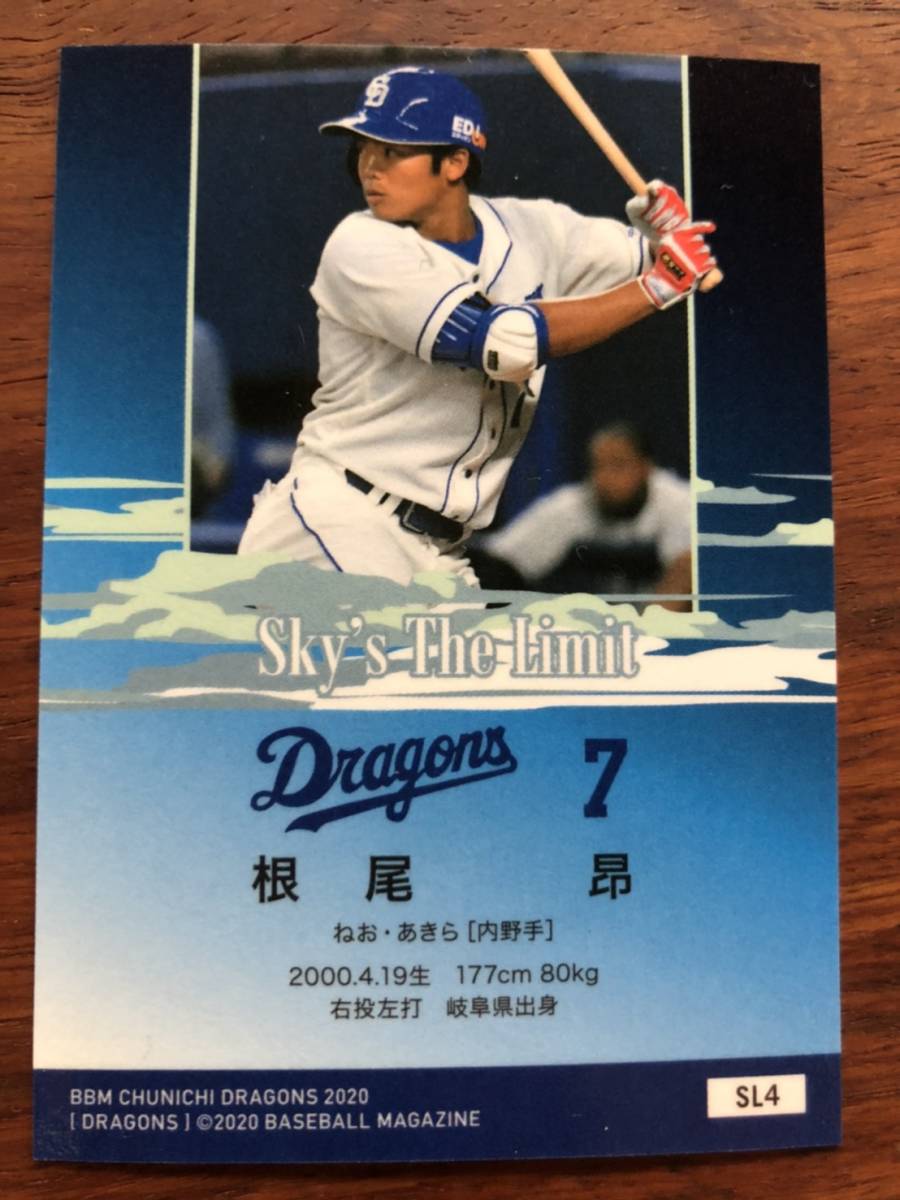 CD
ED
Sky's The Limit
Dragons 7
根尾 昂
ねお・あきら [内野手]
2000.4.19生 177cm 80kg
右投左打 岐阜県出身
BBM CHUNICHI DRAGONS 2020
[ DRAGONS ] ©2020 BASEBALL MAGAZINE
SL4